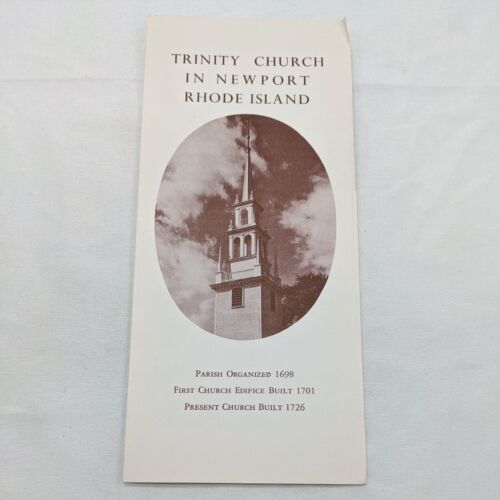 TRINITY CHURCH
IN NEWPORT
RHODE ISLAND
PARISH ORGANIZED 1698
FIRST CHURCH EDIFICE BUILT 1701
PRESENT CHURCH BUILT 1726